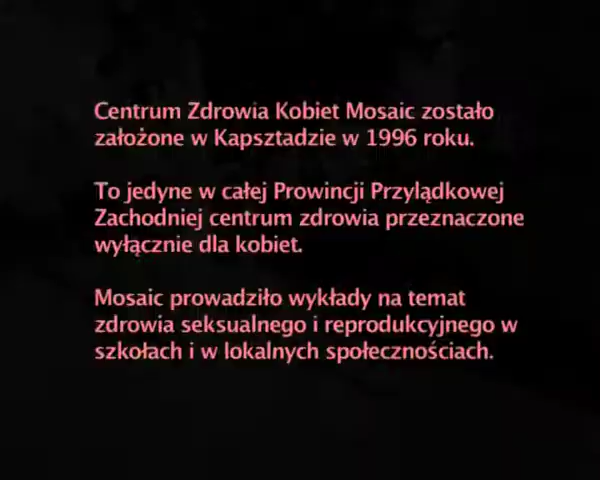 Centrum Zdrowia Kobiet Mosaic zostało
założone w Kapsztadzie w 1996 roku.
To jedyne w całej Prowincji Przylądkowej
Zachodniej centrum zdrowia przeznaczone
wyłącznie dla kobiet.
Mosaic prowadziło wykłady na temat
zdrowia seksualnego i reprodukcyjnego w
szkołach i w lokalnych społecznościach.